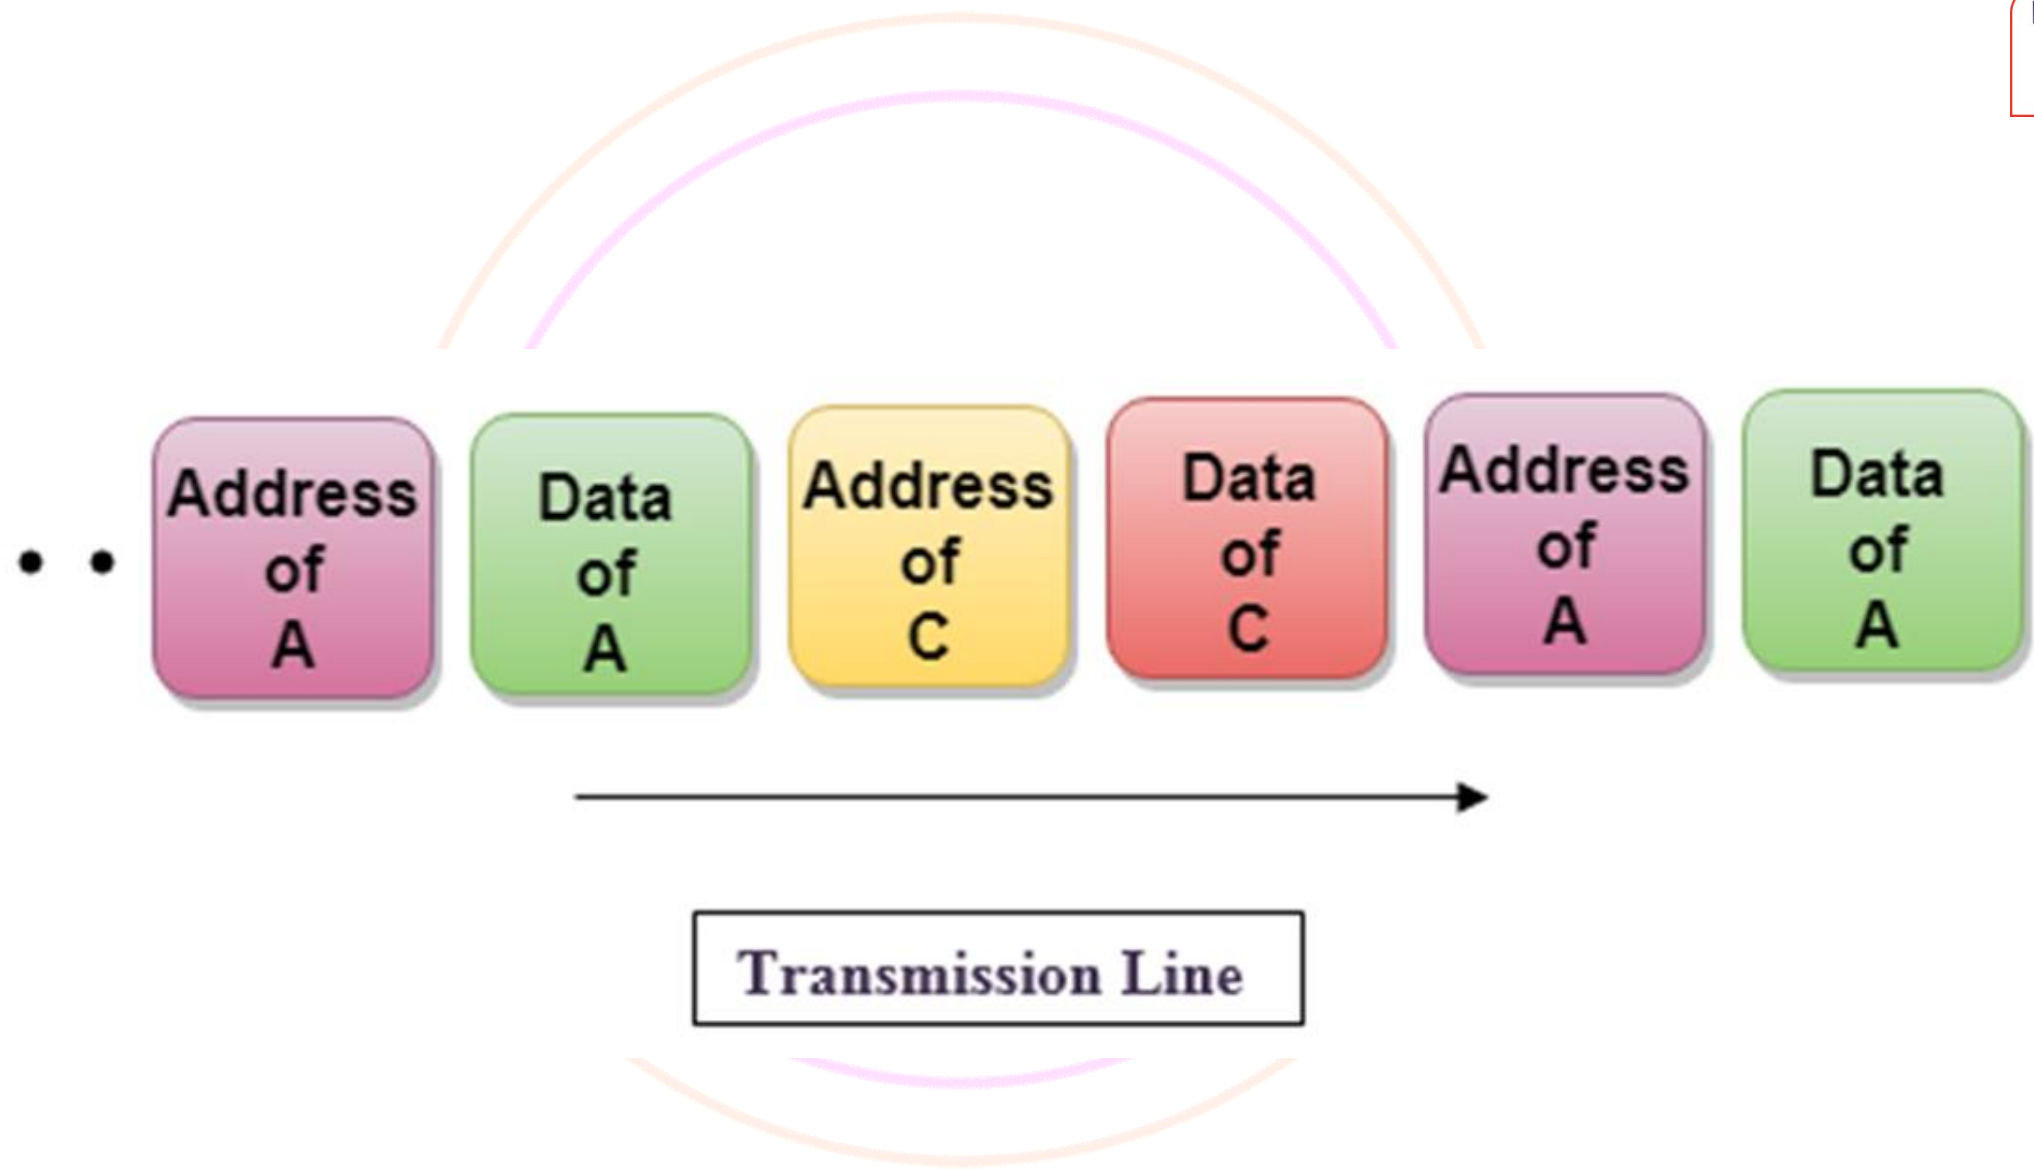 Address
of
A
Data
of
A
Address
of
C
Data
of
C
Address
of
A
Data
of
A
Transmission Line